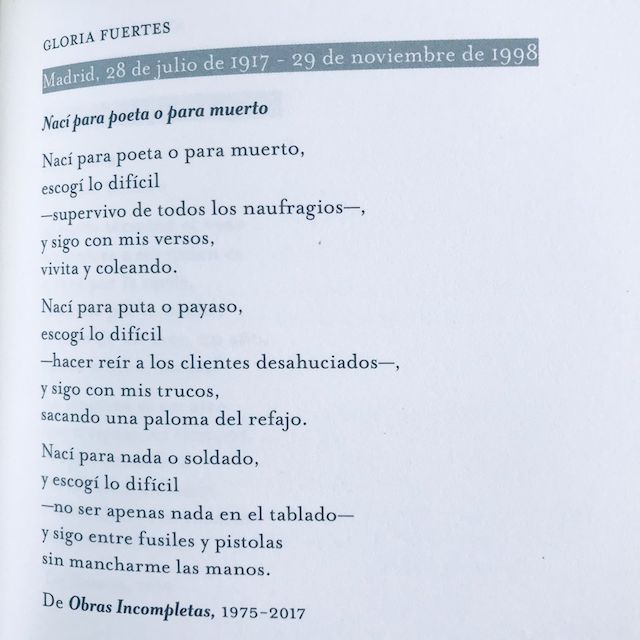 GLORIA FUERTES
Madrid, 28 de julio de 1917 - 29 de noviembre de 1998
Nací para poeta o para muerto
Nací para poeta o para muerto,
escogí lo difícil
—supervivo de todos los naufragios—,
y sigo con mis versos,
vivita y coleando.
Nací para puta o payaso,
escogí lo difícil
—hacer reír a los clientes desahuciados—,
y sigo con mis trucos,
sacando una paloma del refajo.
Nací para nada o soldado,
y escogí lo difícil
—no ser apenas nada en el tablado—
y sigo entre fusiles y pistolas
sin mancharme las manos.
De Obras Incompletas, 1975-2017